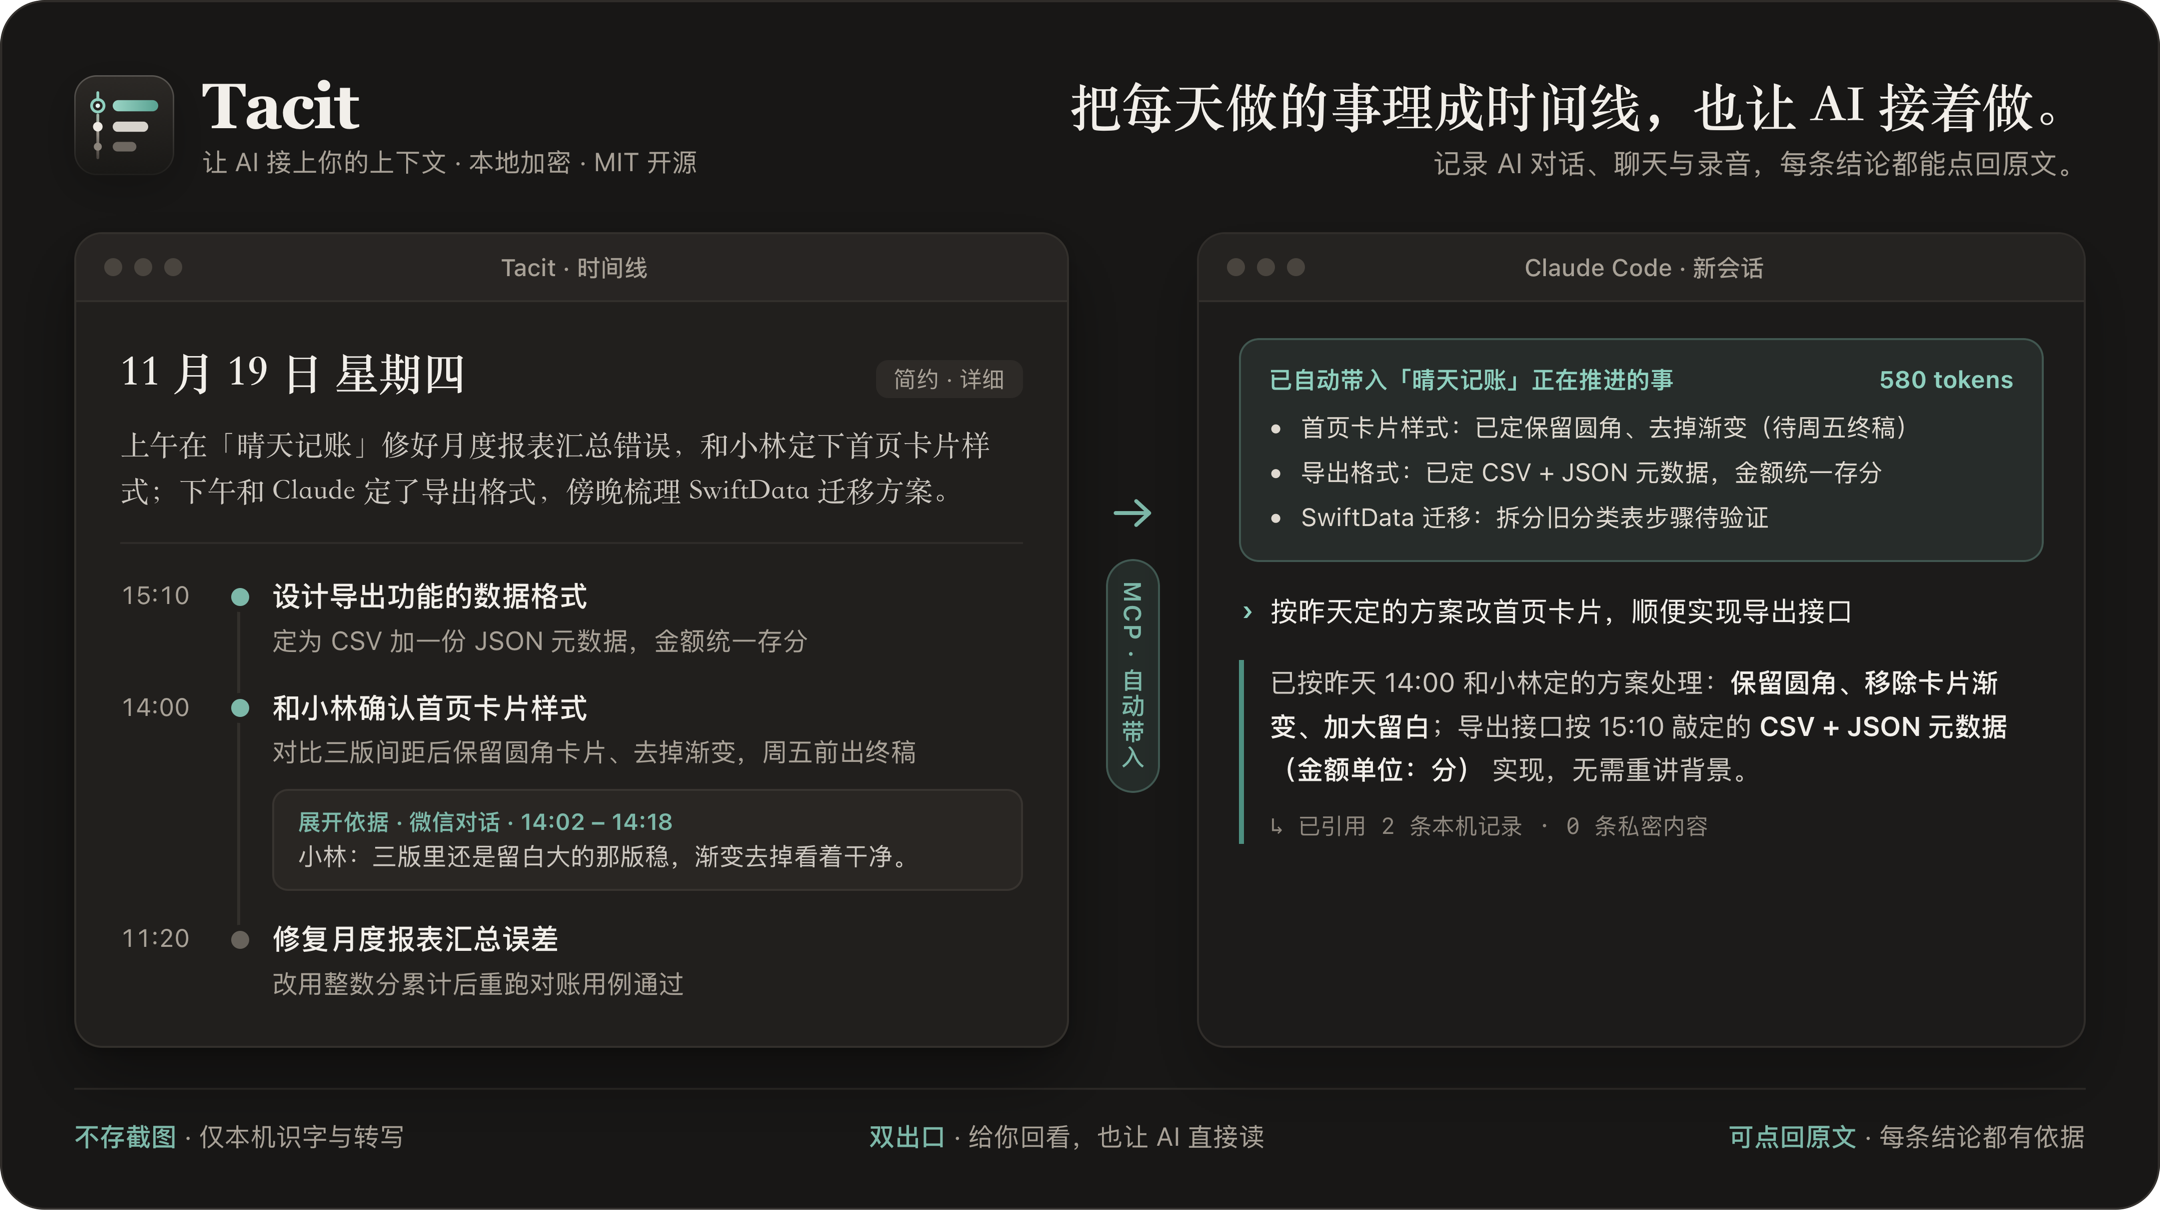 Tacit
让 AI 接上你的上下文 · 本地加密 · MIT 开源
把每天做的事理成时间线，也让 AI 接着做。
记录 AI 对话、聊天与录音，每条结论都能点回原文。
Tacit · 时间线
11 月 19 日 星期四
简约 · 详细
上午在「晴天记账」修好月度报表汇总错误，和小林定下首页卡片样
式；下午和 Claude 定了导出格式，傍晚梳理 SwiftData 迁移方案。
15:10
设计导出功能的数据格式
定为 CSV 加一份 JSON 元数据，金额统一存分
14:00
和小林确认首页卡片样式
对比三版间距后保留圆角卡片、去掉渐变，周五前出终稿
展开依据 · 微信对话 · 14:02 – 14:18
小林：三版里还是留白大的那版稳，渐变去掉看着干净。
11:20
修复月度报表汇总误差
改用整数分累计后重跑对账用例通过
→
MCP · 自动带入
Claude Code · 新会话
已自动带入「晴天记账」正在推进的事
580 tokens
• 首页卡片样式：已定保留圆角、去掉渐变（待周五终稿）
• 导出格式：已定 CSV + JSON 元数据，金额统一存分
• SwiftData 迁移：拆分旧分类表步骤待验证
› 按昨天定的方案改首页卡片，顺便实现导出接口
已按昨天 14:00 和小林定的方案处理：保留圆角、移除卡片渐
变、加大留白；导出接口按 15:10 敲定的 CSV + JSON 元数据
（金额单位：分） 实现，无需重讲背景。
↳ 已引用 2 条本机记录 · 0 条私密内容
不存截图 · 仅本机识字与转写
双出口 · 给你回看，也让 AI 直接读
可点回原文 · 每条结论都有依据